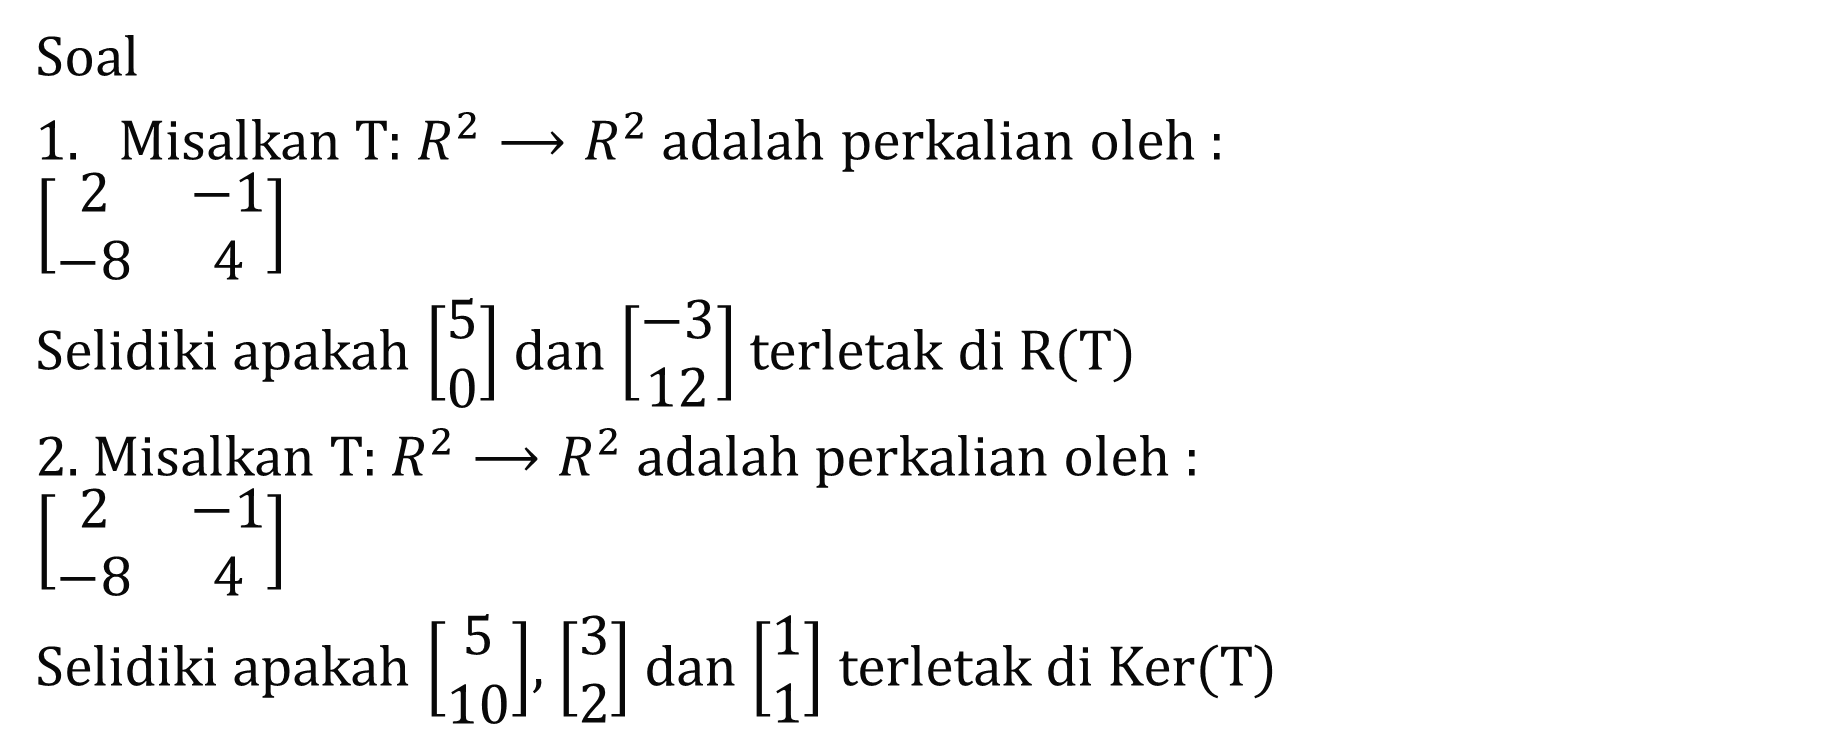 Soal
1. Misalkan T: R² ⟶ R² adalah perkalian oleh :
[2 −1
−8 4]
Selidiki apakah [5 0] dan [−3 12] terletak di R(T)
2. Misalkan T: R² ⟶ R² adalah perkalian oleh :
[2 −1
−8 4]
Selidiki apakah [5 10], [3 2] dan [1 1] terletak di Ker(T)